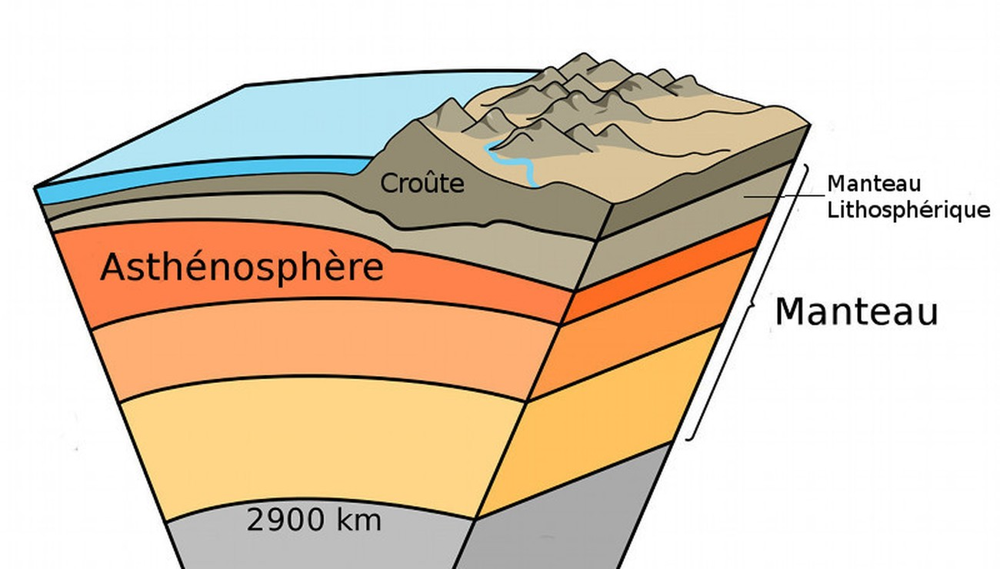 Croûte
Manteau
Lithosphérique
Asthénosphère
Manteau
2900 km